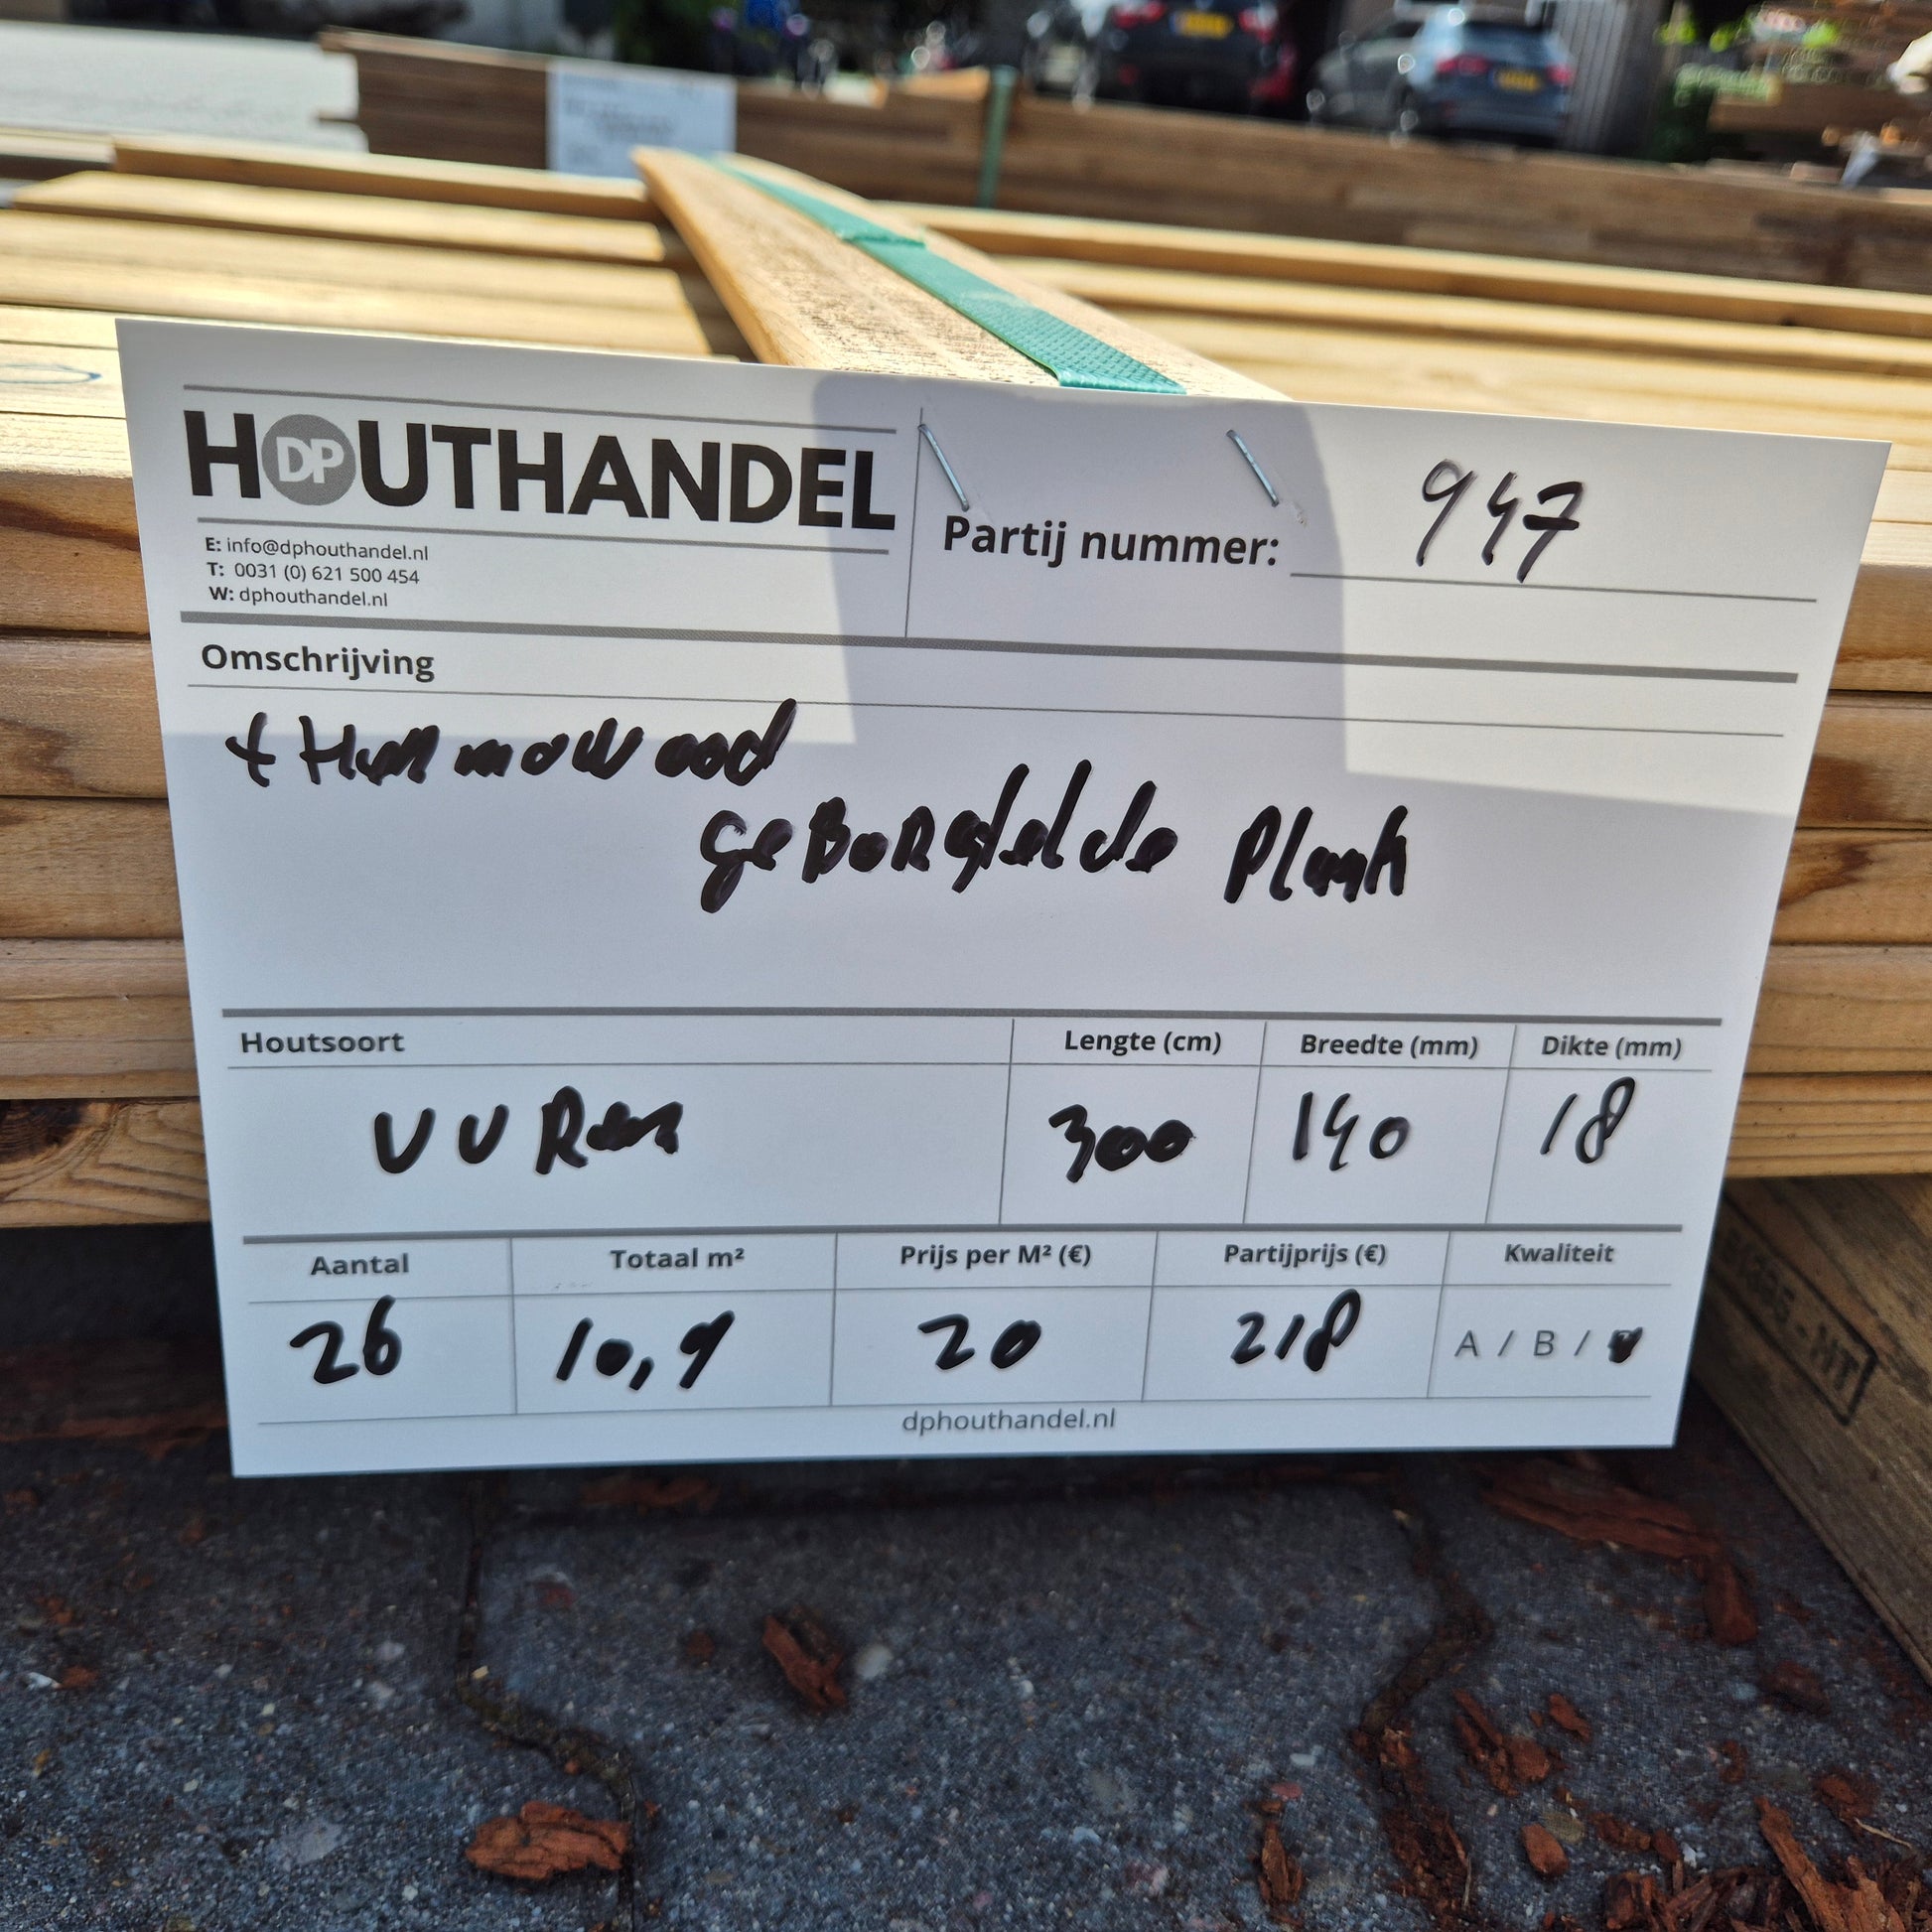 HOUTHANDEL
DP
E: info@dphouthandel.nl
T: 0031 (0) 621 500 454
W: dphouthandel.nl
Partij nummer: 947
Omschrijving
tHermowood
geBoRstelde Plank
Houtsoort Lengte (cm) Breedte (mm) Dikte (mm)
VURen 300 140 18
Aantal Totaal m² Prijs per M² (€) Partijprijs (€) Kwaliteit
26 10,9 20 218 A / B /
dphouthandel.nl